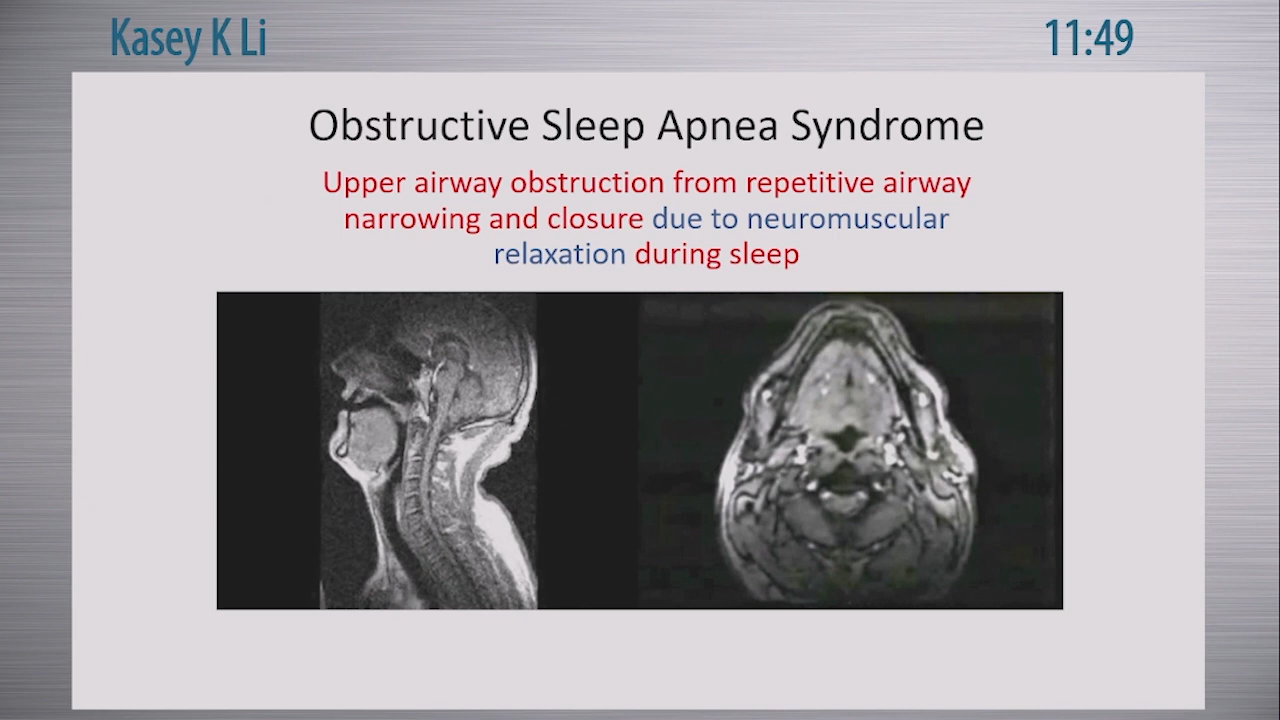 Kasey K Li
11:49
Obstructive Sleep Apnea Syndrome
Upper airway obstruction from repetitive airway
narrowing and closure due to neuromuscular
relaxation during sleep